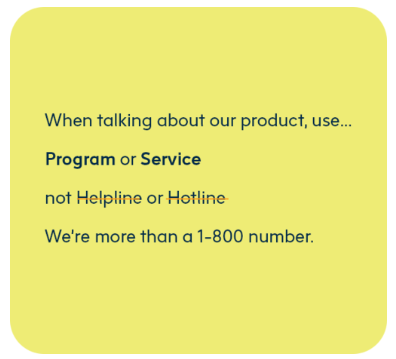 When talking about our product, use...
Program or Service
not Helpline or Hotline
We're more than a 1-800 number.